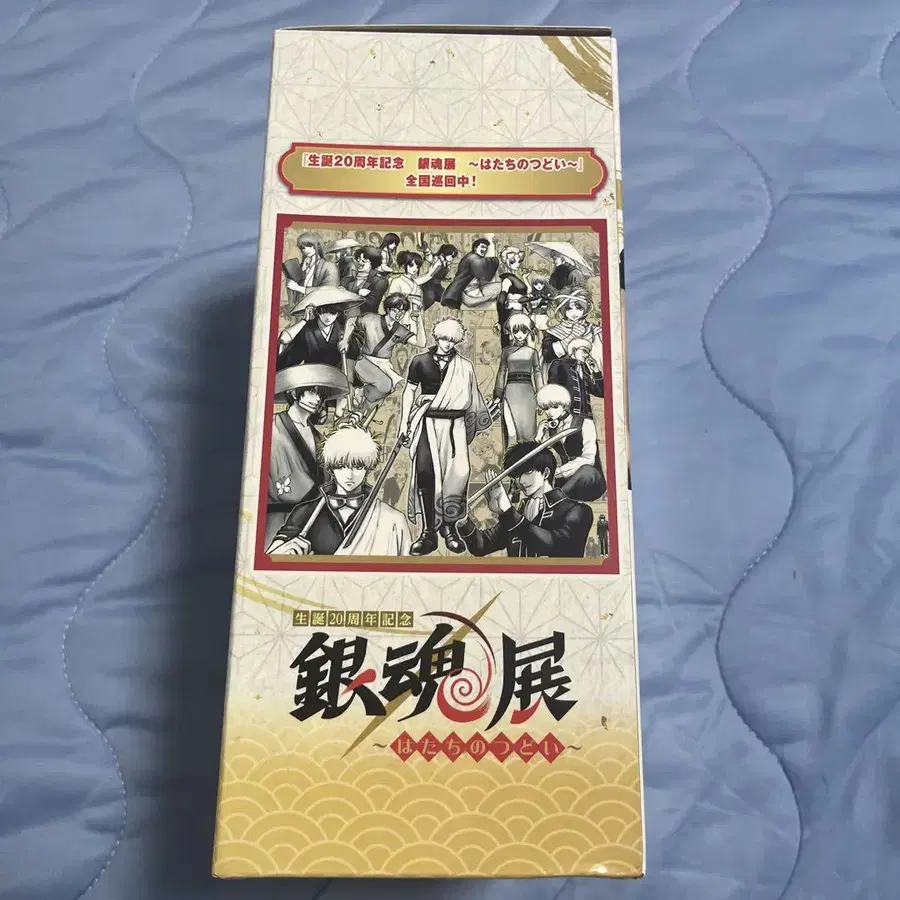 『生誕20周年記念　銀魂展　～はたちのつどい～』
全国巡回中！
生誕20周年記念
銀魂展
～はたちのつどい～